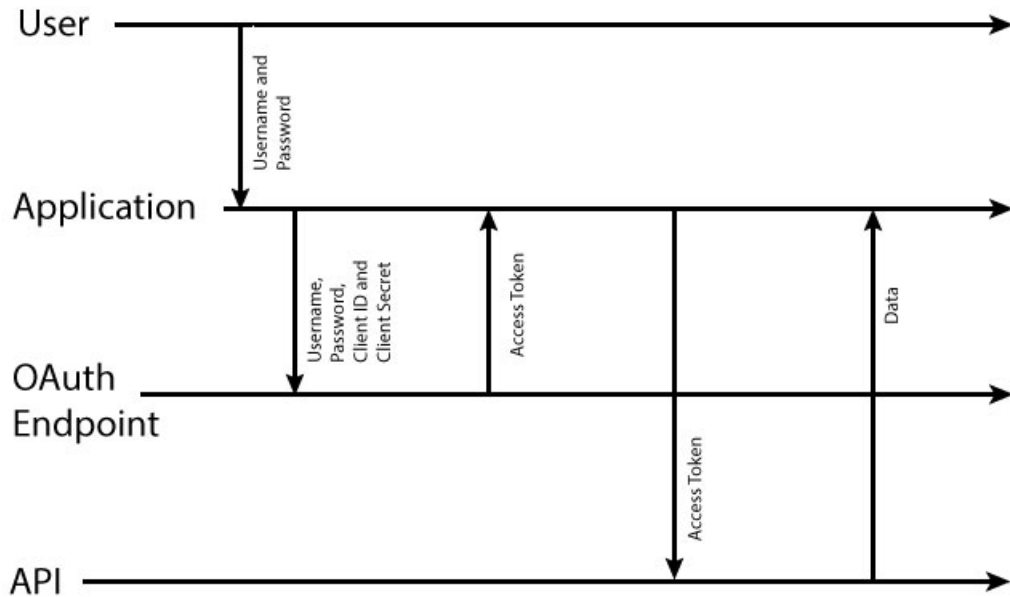 User
Username and
Password
Application
Username,
Password,
Client ID and
Client Secret
Access Token
Data
OAuth
Endpoint
Access Token
API